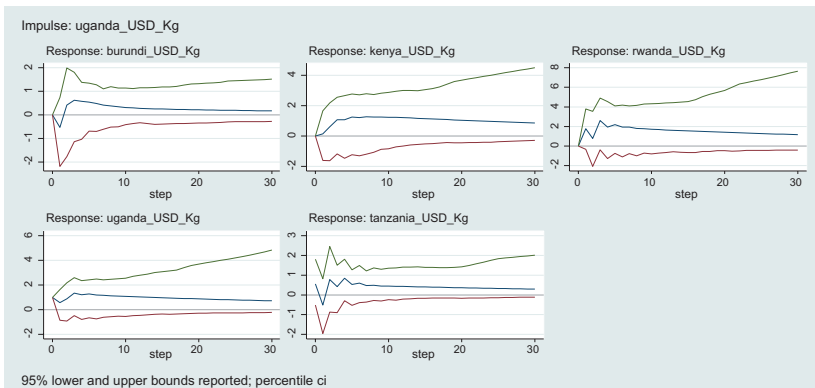 Impulse: uganda_USD_Kg
Response: burundi_USD_Kg
2
1
0
-1
-2
0 10 20 30
step
Response: kenya_USD_Kg
4
2
0
-2
0 10 20 30
step
Response: rwanda_USD_Kg
8
6
4
2
0
-2
0 10 20 30
step
Response: uganda_USD_Kg
6
4
2
0
-2
0 10 20 30
step
Response: tanzania_USD_Kg
3
2
1
0
-1
-2
0 10 20 30
step
95% lower and upper bounds reported; percentile ci